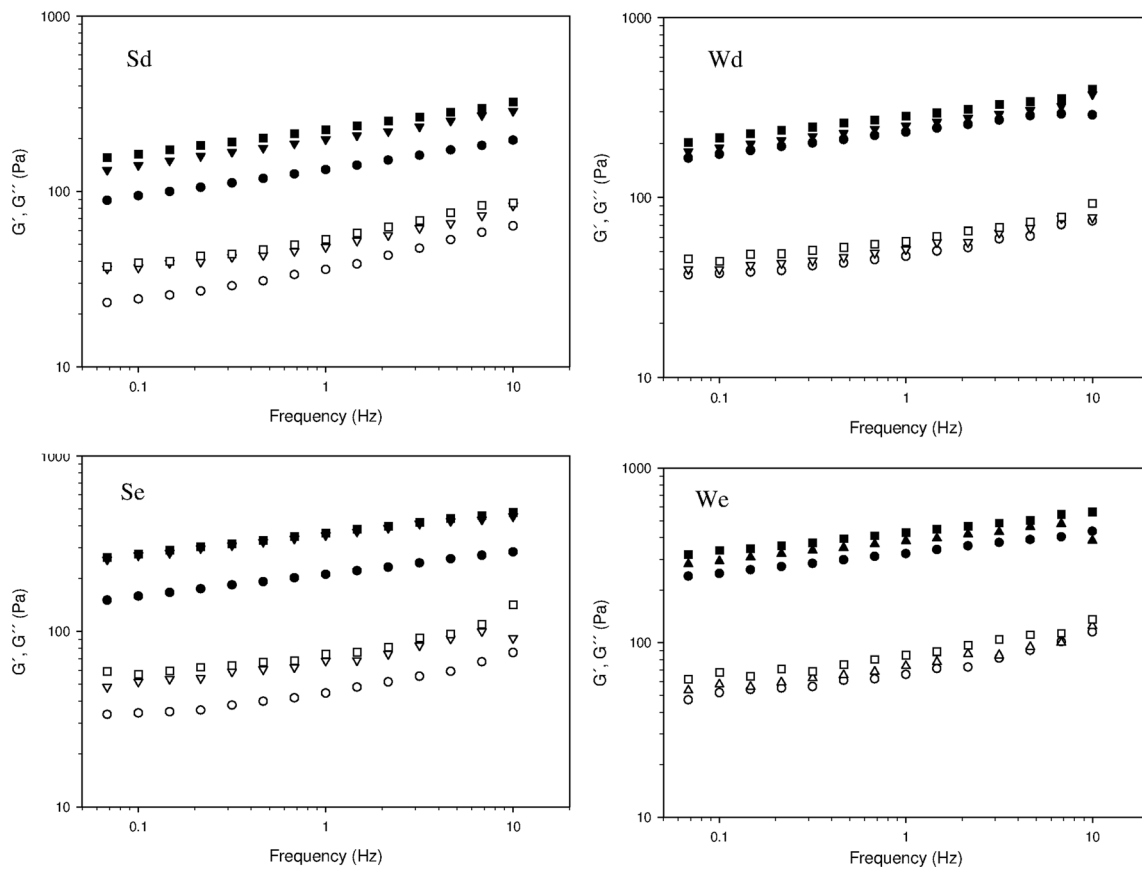 1000
Sd
100
10
G´, G´´ (Pa)
0.1 1 10
Frequency (Hz)
1000
Wd
100
10
G´, G´´ (Pa)
0.1 1 10
Frequency (Hz)
1000
Se
100
10
G´, G´´ (Pa)
0.1 1 10
Frequency (Hz)
1000
We
100
10
G´, G´´ (Pa)
0.1 1 10
Frequency (Hz)